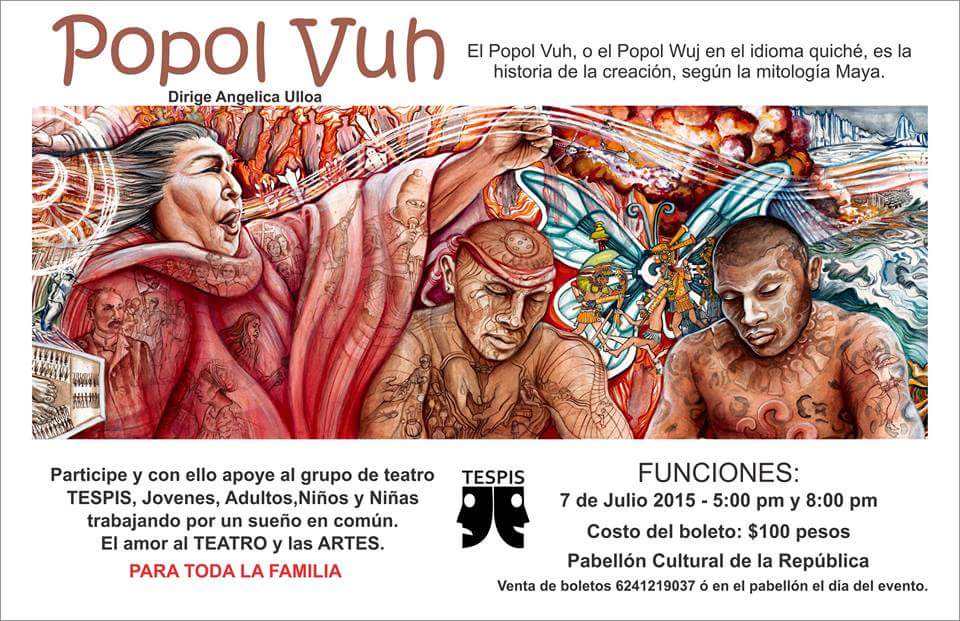 Popol Vuh
Dirige Angelica Ulloa
El Popol Vuh, o el Popol Wuj en el idioma quiché, es la
historia de la creación, según la mitología Maya.
Participe y con ello apoye al grupo de teatro
TESPIS, Jovenes, Adultos,Niños y Niñas
trabajando por un sueño en común.
El amor al TEATRO y las ARTES.
PARA TODA LA FAMILIA
TESPIS
FUNCIONES:
7 de Julio 2015 - 5:00 pm y 8:00 pm
Costo del boleto: $100 pesos
Pabellón Cultural de la República
Venta de boletos 6241219037 ó en el pabellón el día del evento.